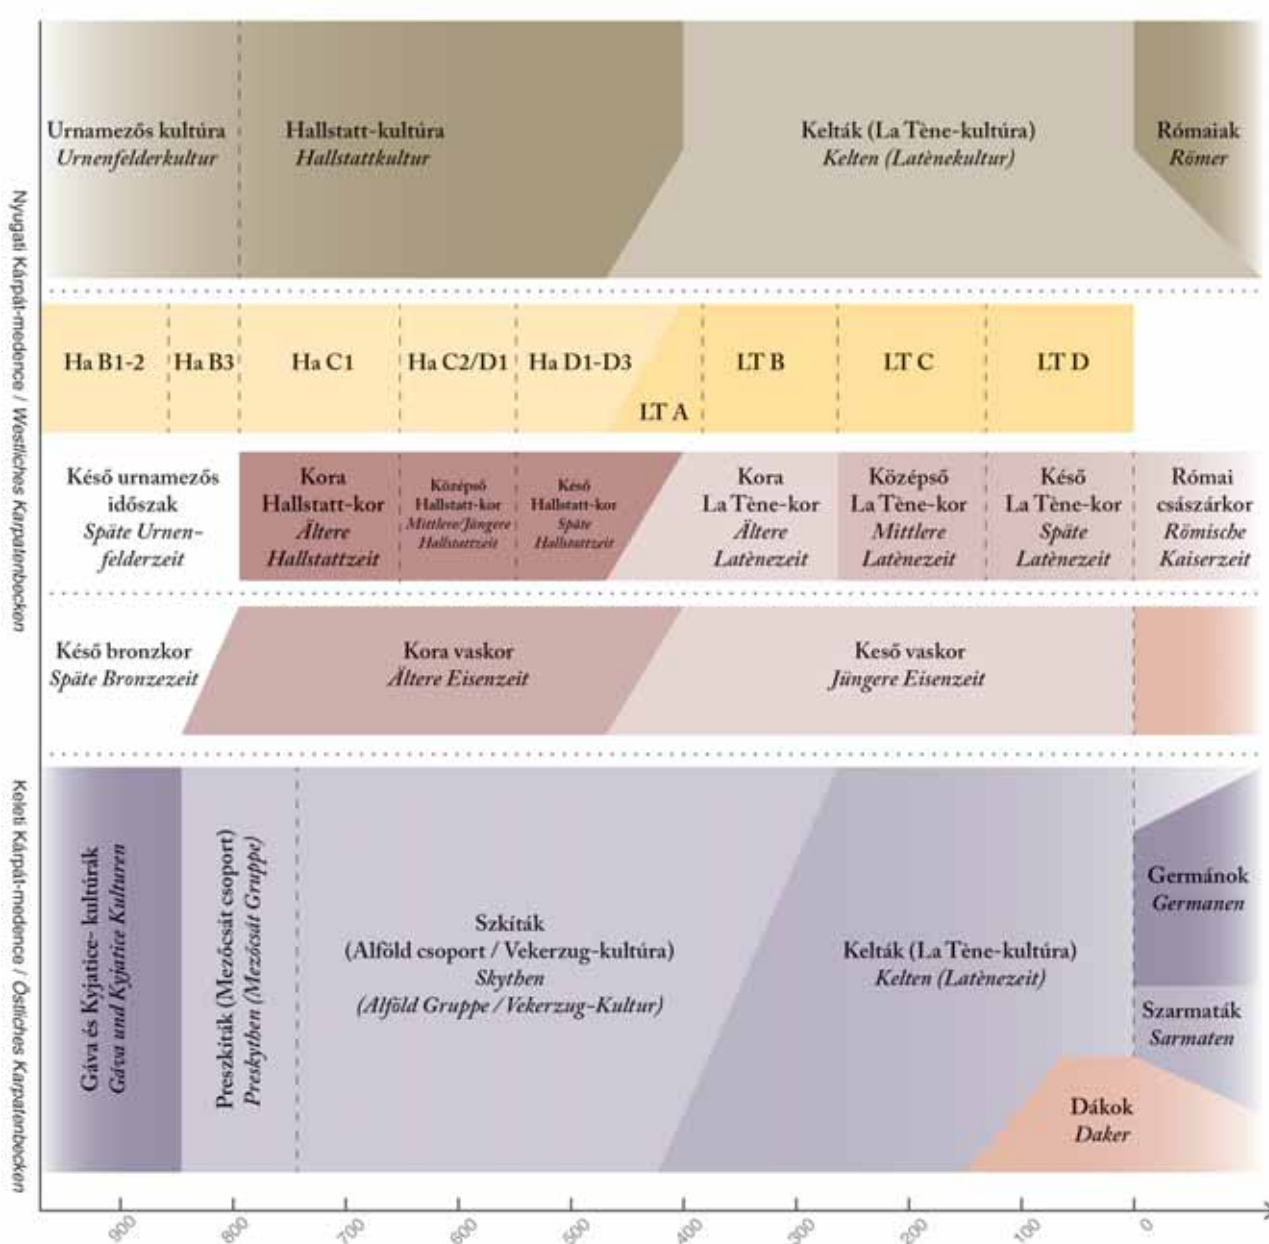 Nyugati Kárpát-medence / Westliches Karpatenbecken
Urnamezős kultúra
Urnenfelderkultur
Hallstatt-kultúra
Hallstattkultur
Kelták (La Tène-kultúra)
Kelten (Latènekultur)
Rómaiak
Römer
Ha B1-2
Ha B3
Ha C1
Ha C2/D1
Ha D1-D3
LT A
LT B
LT C
LT D
Késő urnamezős
időszak
Späte Urnen-
felderzeit
Kora
Hallstatt-kor
Ältere
Hallstattzeit
Középső
Hallstatt-kor
Mittlere/Jüngere
Hallstattzeit
Késő
Hallstatt-kor
Späte
Hallstattzeit
Kora
La Tène-kor
Ältere
Latènezeit
Középső
La Tène-kor
Mittlere
Latènezeit
Késő
La Tène-kor
Späte
Latènezeit
Római
császárkor
Römische
Kaiserzeit
Késő bronzkor
Späte Bronzezeit
Kora vaskor
Ältere Eisenzeit
Keső vaskor
Jüngere Eisenzeit
Keleti Kárpát-medence / Östliches Karpatenbecken
Gáva és Kyjatice- kultúrák
Gáva und Kyjatice Kulturen
Preszkíták (Mezőcsát csoport)
Preskythen (Mezőcsát Gruppe)
Szkíták
(Alföld csoport / Vekerzug-kultúra)
Skythen
(Alföld Gruppe / Vekerzug-Kultur)
Kelták (La Tène-kultúra)
Kelten (Latènezeit)
Germánok
Germanen
Szarmaták
Sarmaten
Dákok
Daker
900
800
700
600
500
400
300
200
100
0